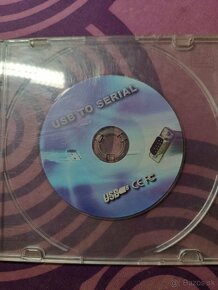 USB TO SERIAL
USB
CE FC
Bazos.sk